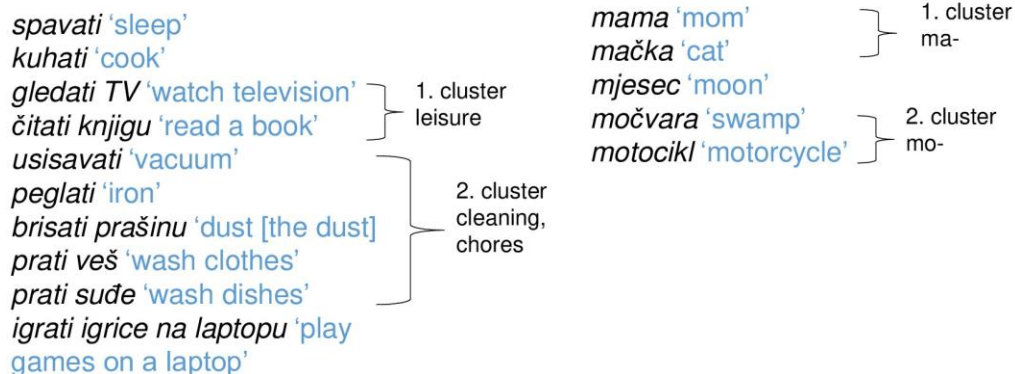 spavati ‘sleep’
kuhati ‘cook’
gledati TV ‘watch television’
čitati knjigu ‘read a book’
1. cluster
leisure
usisavati ‘vacuum’
peglati ‘iron’
brisati prašinu ‘dust [the dust]
prati veš ‘wash clothes’
prati suđe ‘wash dishes’
2. cluster
cleaning,
chores
igrati igrice na laptopu ‘play
games on a laptop’
mama ‘mom’
mačka ‘cat’
1. cluster
ma-
mjesec ‘moon’
močvara ‘swamp’
motocikl ‘motorcycle’
2. cluster
mo-